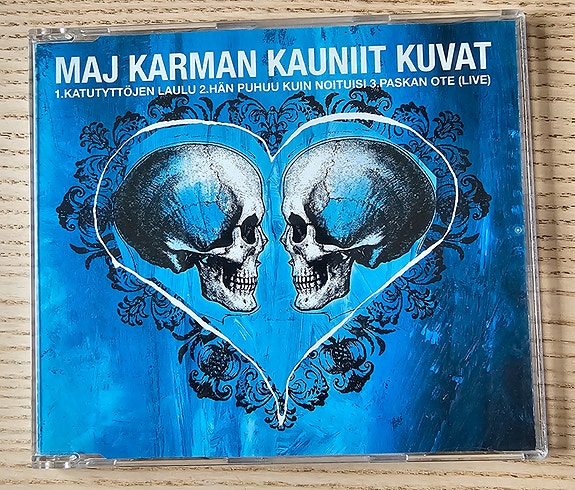 MAJ KARMAN KAUNIIT KUVAT
1.KATUTYTTÖJEN LAULU 2.HÄN PUHUU KUIN NOITUISI 3.PASKAN OTE (LIVE)